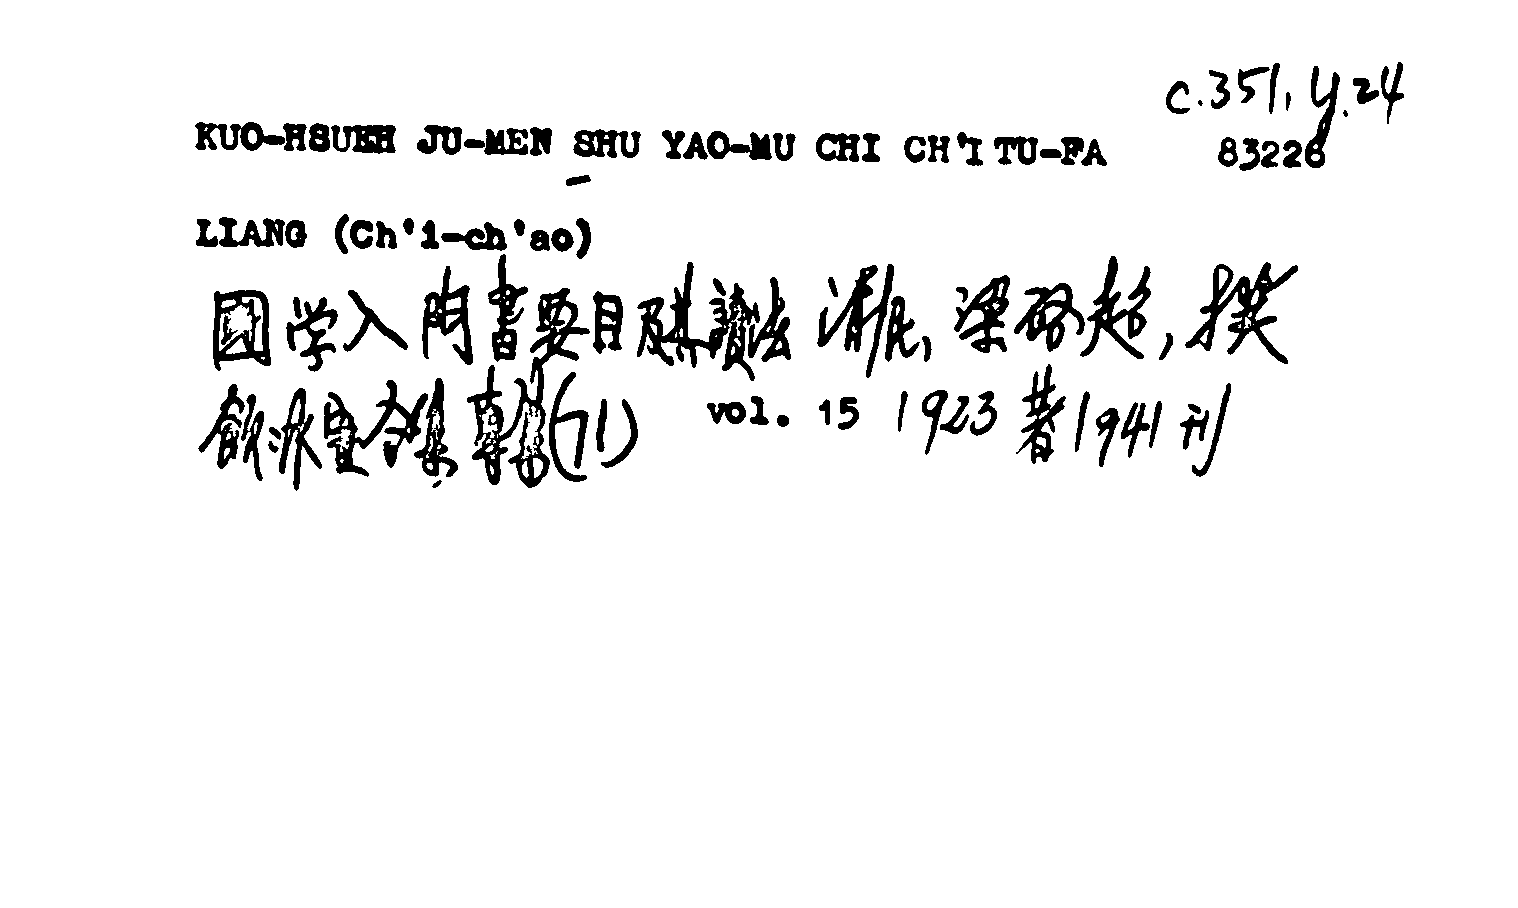 c.351, y.24
KUO-HSUEH JU-MEN SHU YAO-MU CHI CH'I TU-FA 83226
LIANG (Ch'i-ch'ao)
國学入門書要目及其讀法 清, 梁啓超, 撰
飲冰室合集 專集(71) vol. 15 1923 著 1941 刊